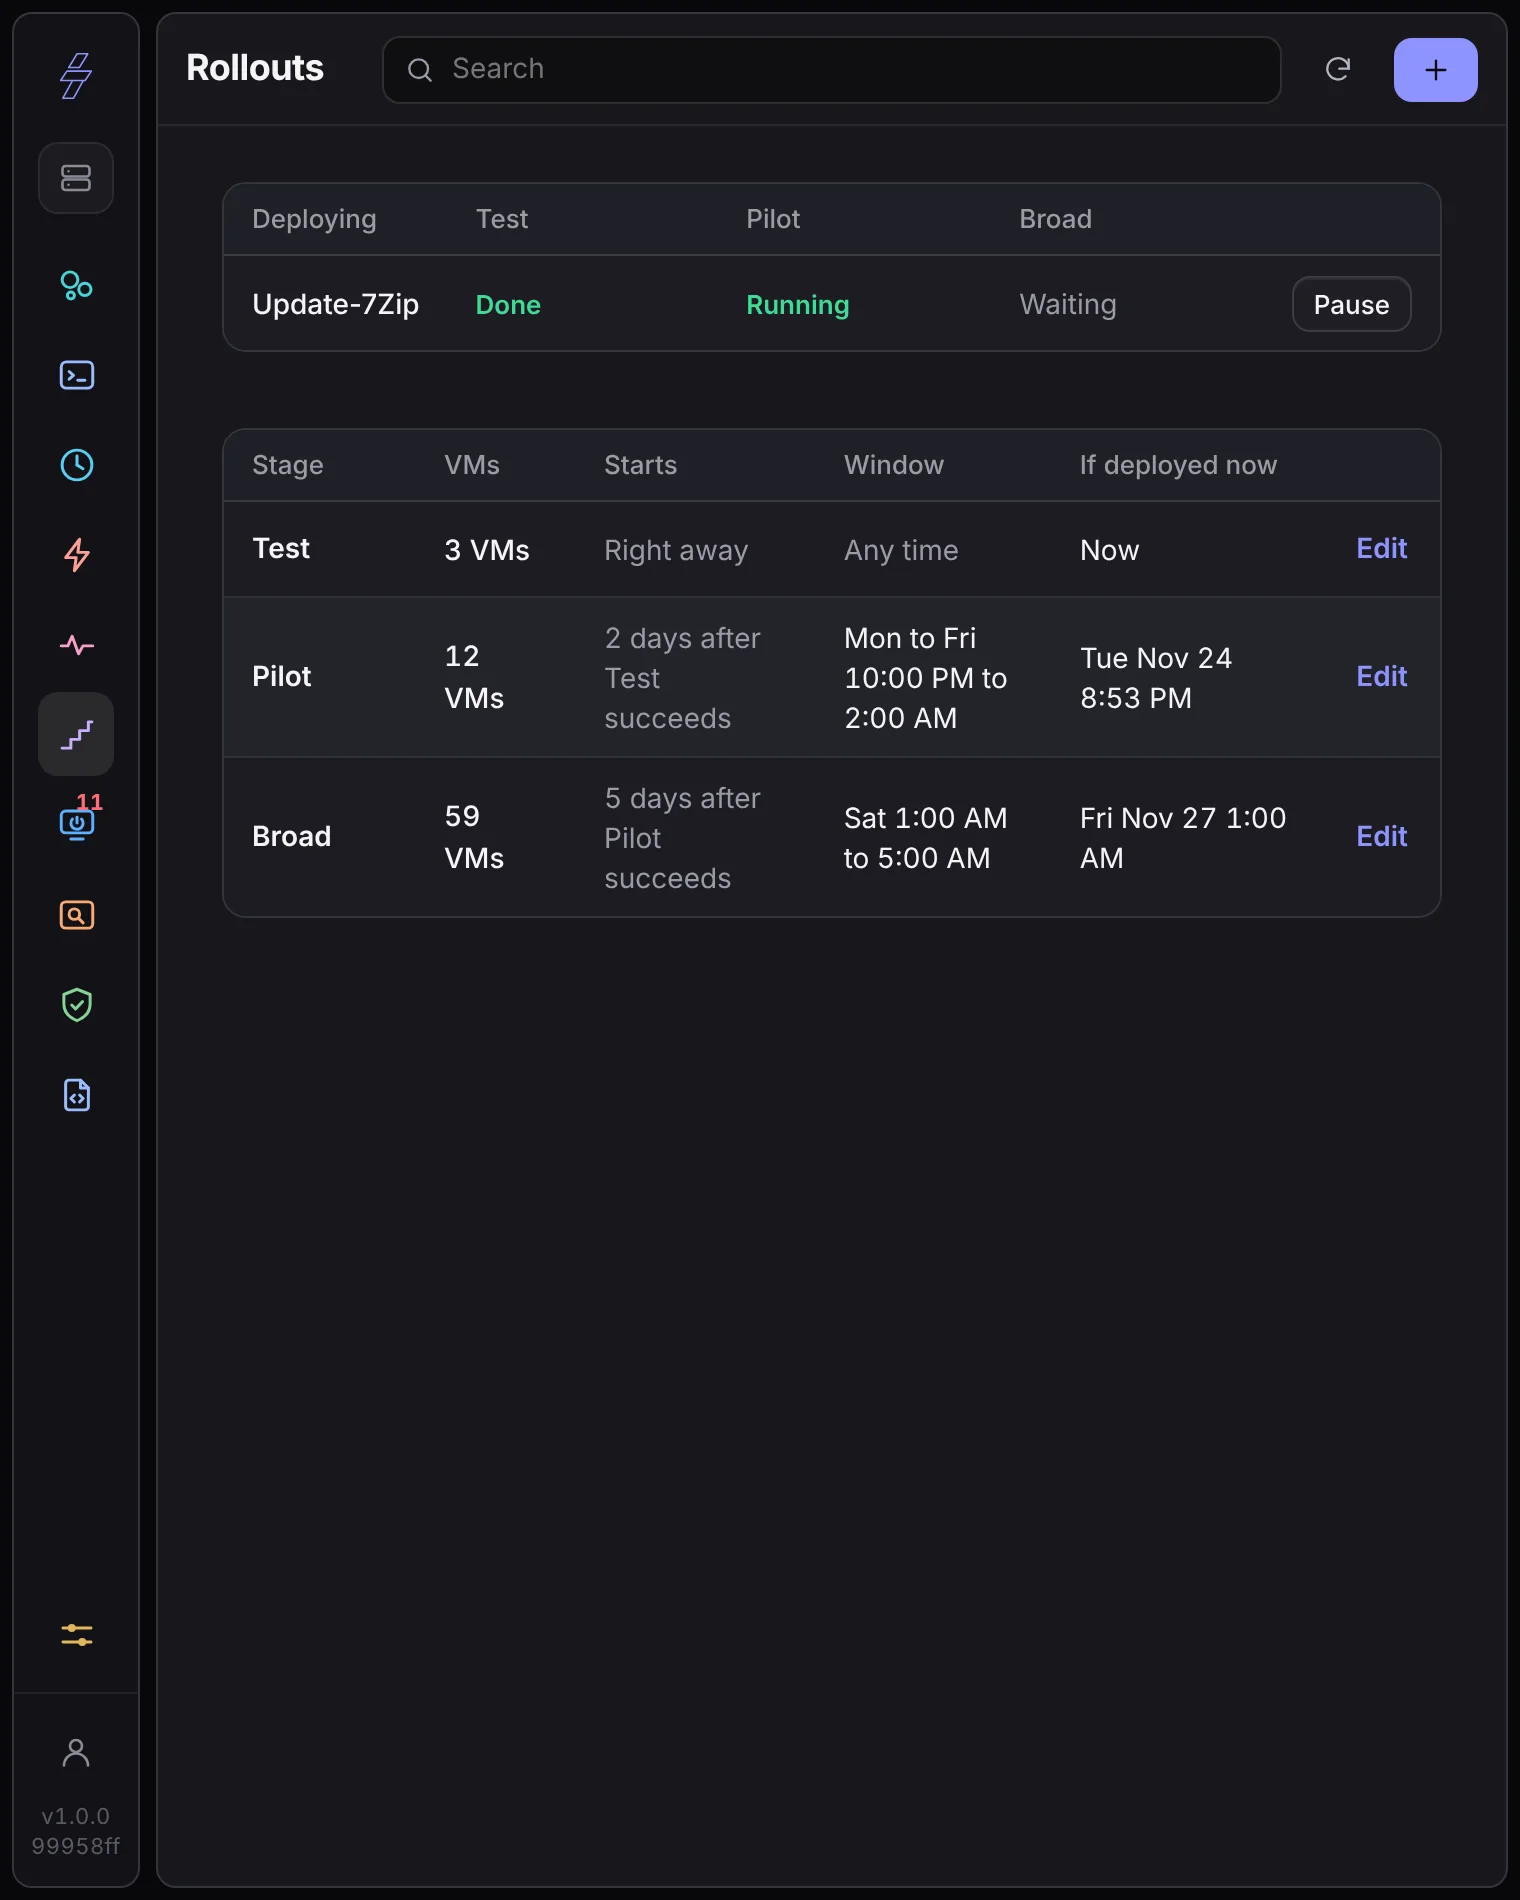 Rollouts
Search
Deploying Test Pilot Broad
Update-7Zip Done Running Waiting Pause
Stage VMs Starts Window If deployed now
Test 3 VMs Right away Any time Now Edit
Pilot
12
VMs
2 days after
Test
succeeds
Mon to Fri
10:00 PM to
2:00 AM
Tue Nov 24
8:53 PM
Edit
Broad
59
VMs
5 days after
Pilot
succeeds
Sat 1:00 AM
to 5:00 AM
Fri Nov 27 1:00
AM
Edit
11
v1.0.0
99958ff